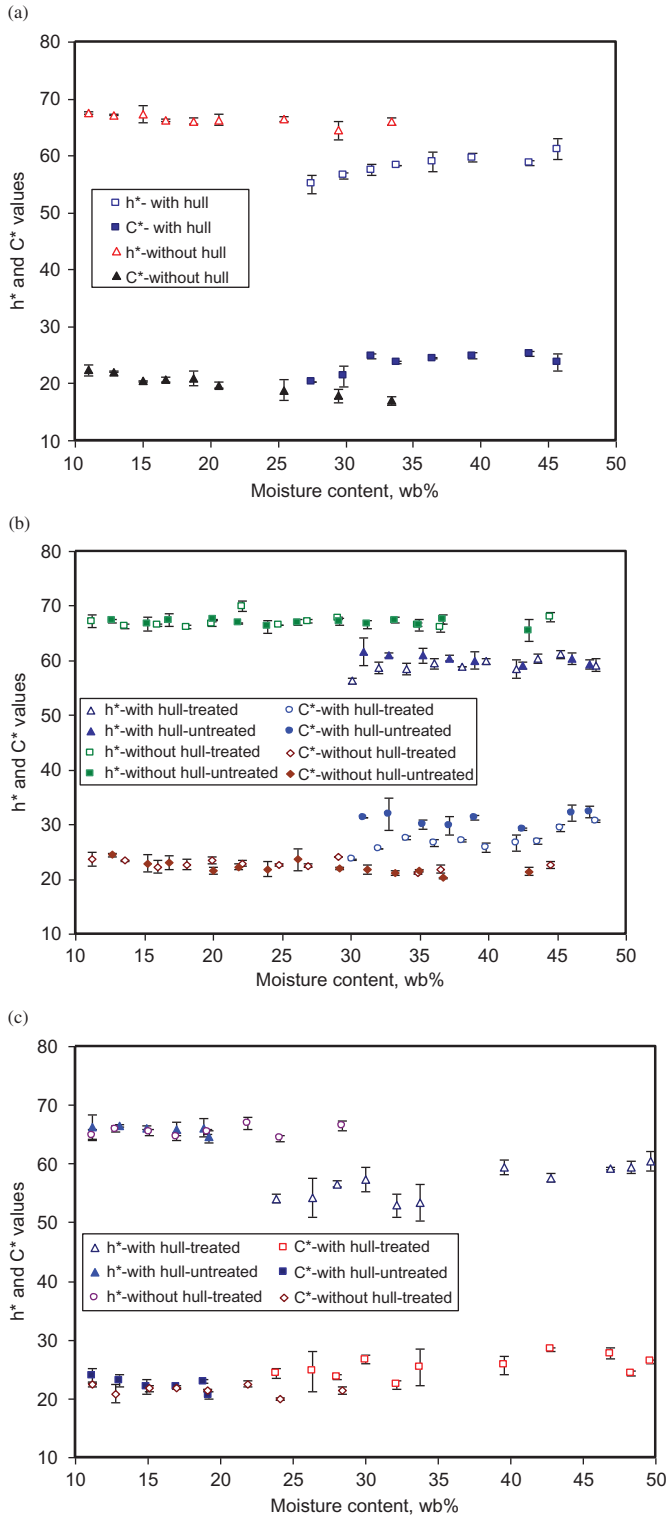 (a)
80
70
60
50
40
30
20
10
h* and C* values
h*- with hull
C*- with hull
h*-without hull
C*-without hull
10 15 20 25 30 35 40 45 50
Moisture content, wb%
(b)
80
70
60
50
40
30
20
10
h* and C* values
h*-with hull-treated C*-with hull-treated
h*-with hull-untreated C*-with hull-untreated
h*-without hull-treated C*-without hull-treated
h*-without hull-untreated C*-without hull-untreated
10 15 20 25 30 35 40 45 50
Moisture content, wb%
(c)
80
70
60
50
40
30
20
10
h* and C* values
h*-with hull-treated C*-with hull-treated
h*-with hull-untreated C*-with hull-untreated
h*-without hull-treated C*-without hull-treated
10 15 20 25 30 35 40 45 50
Moisture content, wb%